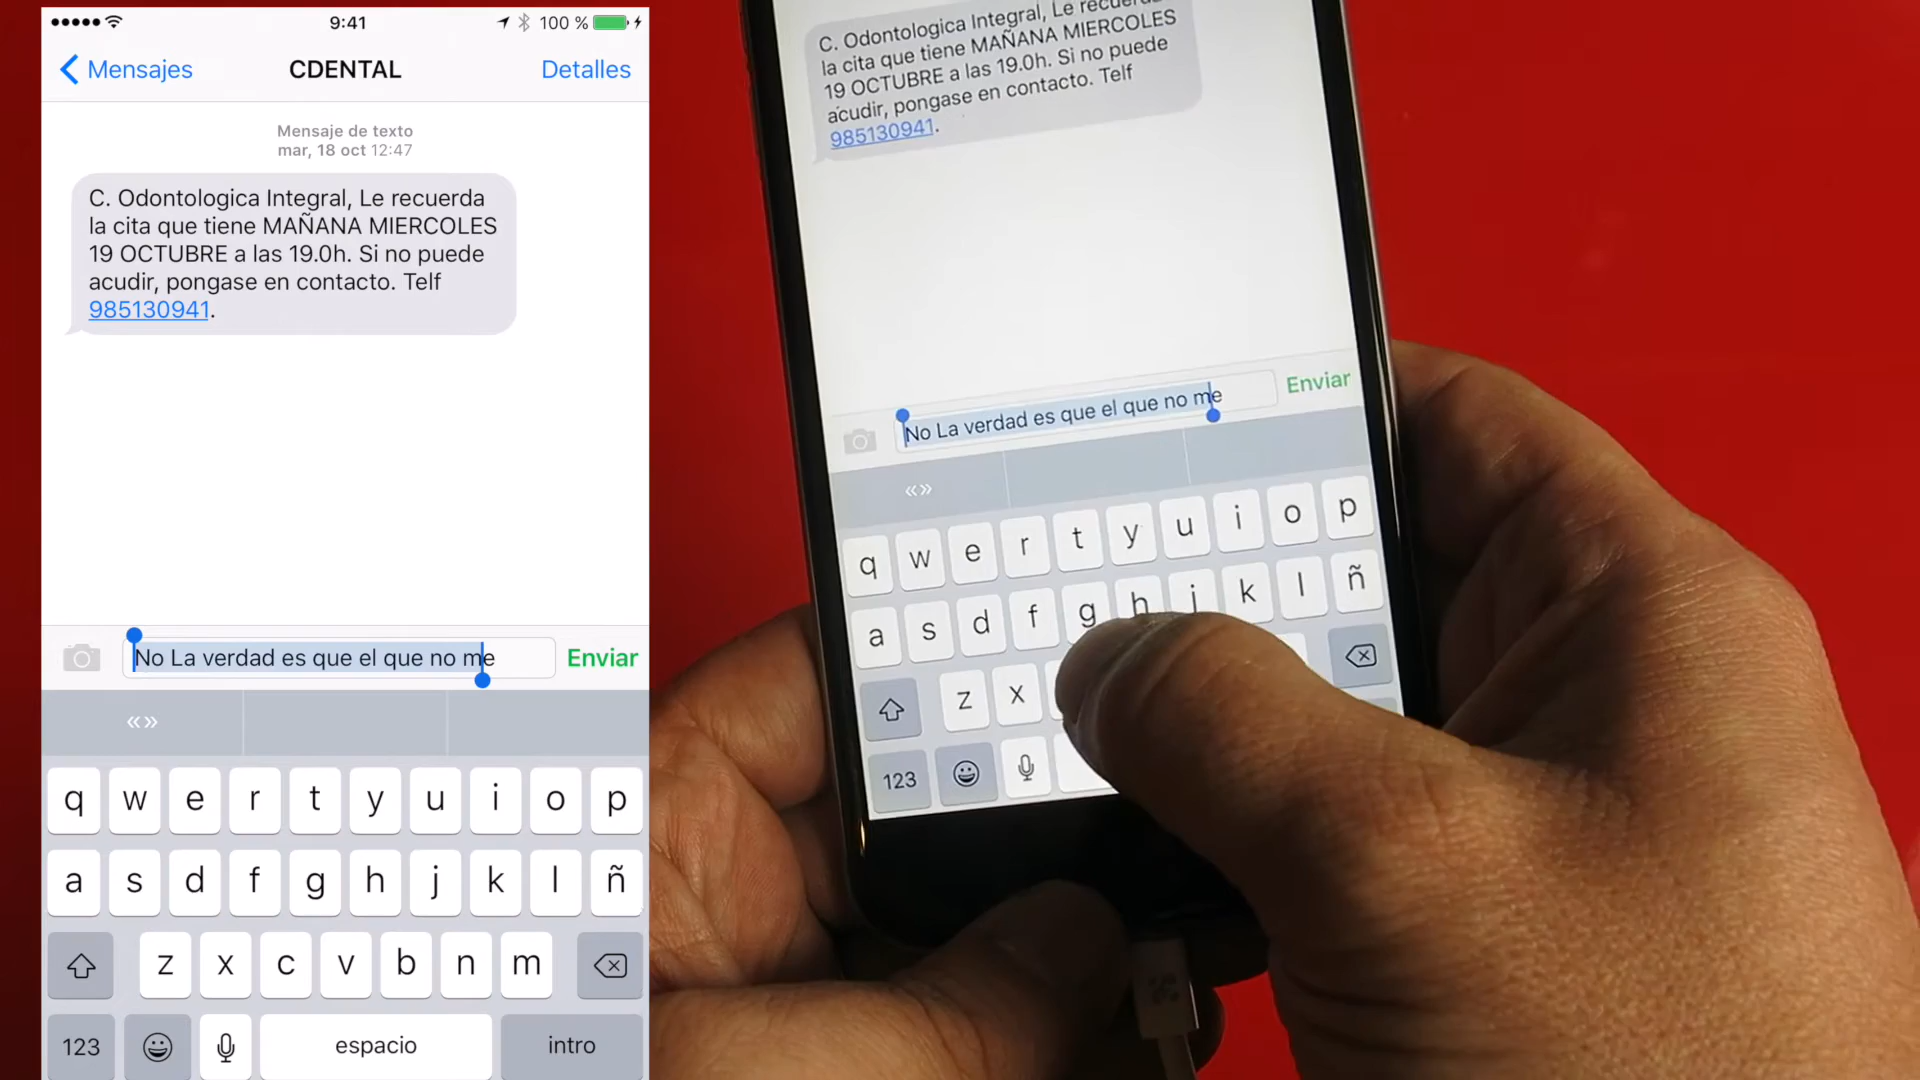 9:41
100 %
Mensajes
CDENTAL
Detalles
Mensaje de texto
mar, 18 oct 12:47
C. Odontologica Integral, Le recuerda
la cita que tiene MAÑANA MIERCOLES
19 OCTUBRE a las 19.0h. Si no puede
acudir, pongase en contacto. Telf
985130941.
No La verdad es que el que no me
Enviar
«»
q w e r t y u i o p
a s d f g h j k l ñ
z x c v b n m
123
espacio
intro
C. Odontologica Integral, Le recuerda
la cita que tiene MAÑANA MIERCOLES
19 OCTUBRE a las 19.0h. Si no puede
acudir, pongase en contacto. Telf
985130941.
No La verdad es que el que no me
Enviar
«»
q w e r t y u i o p
a s d f g h j k l ñ
z x
123